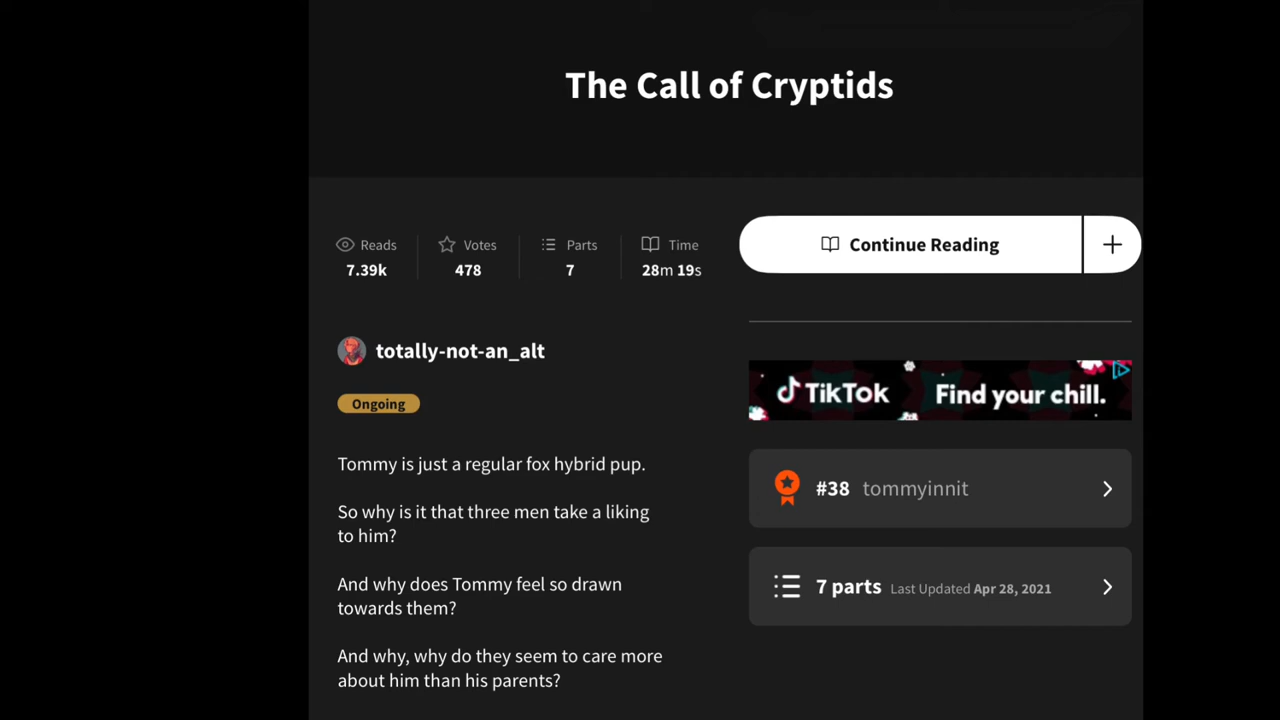 The Call of Cryptids
Reads
7.39k
Votes
478
Parts
7
Time
28m 19s
Continue Reading
totally-not-an_alt
Ongoing
Tommy is just a regular fox hybrid pup.
So why is it that three men take a liking
to him?
And why does Tommy feel so drawn
towards them?
And why, why do they seem to care more
about him than his parents?
TikTok Find your chill.
#38 tommyinnit
7 parts Last Updated Apr 28, 2021